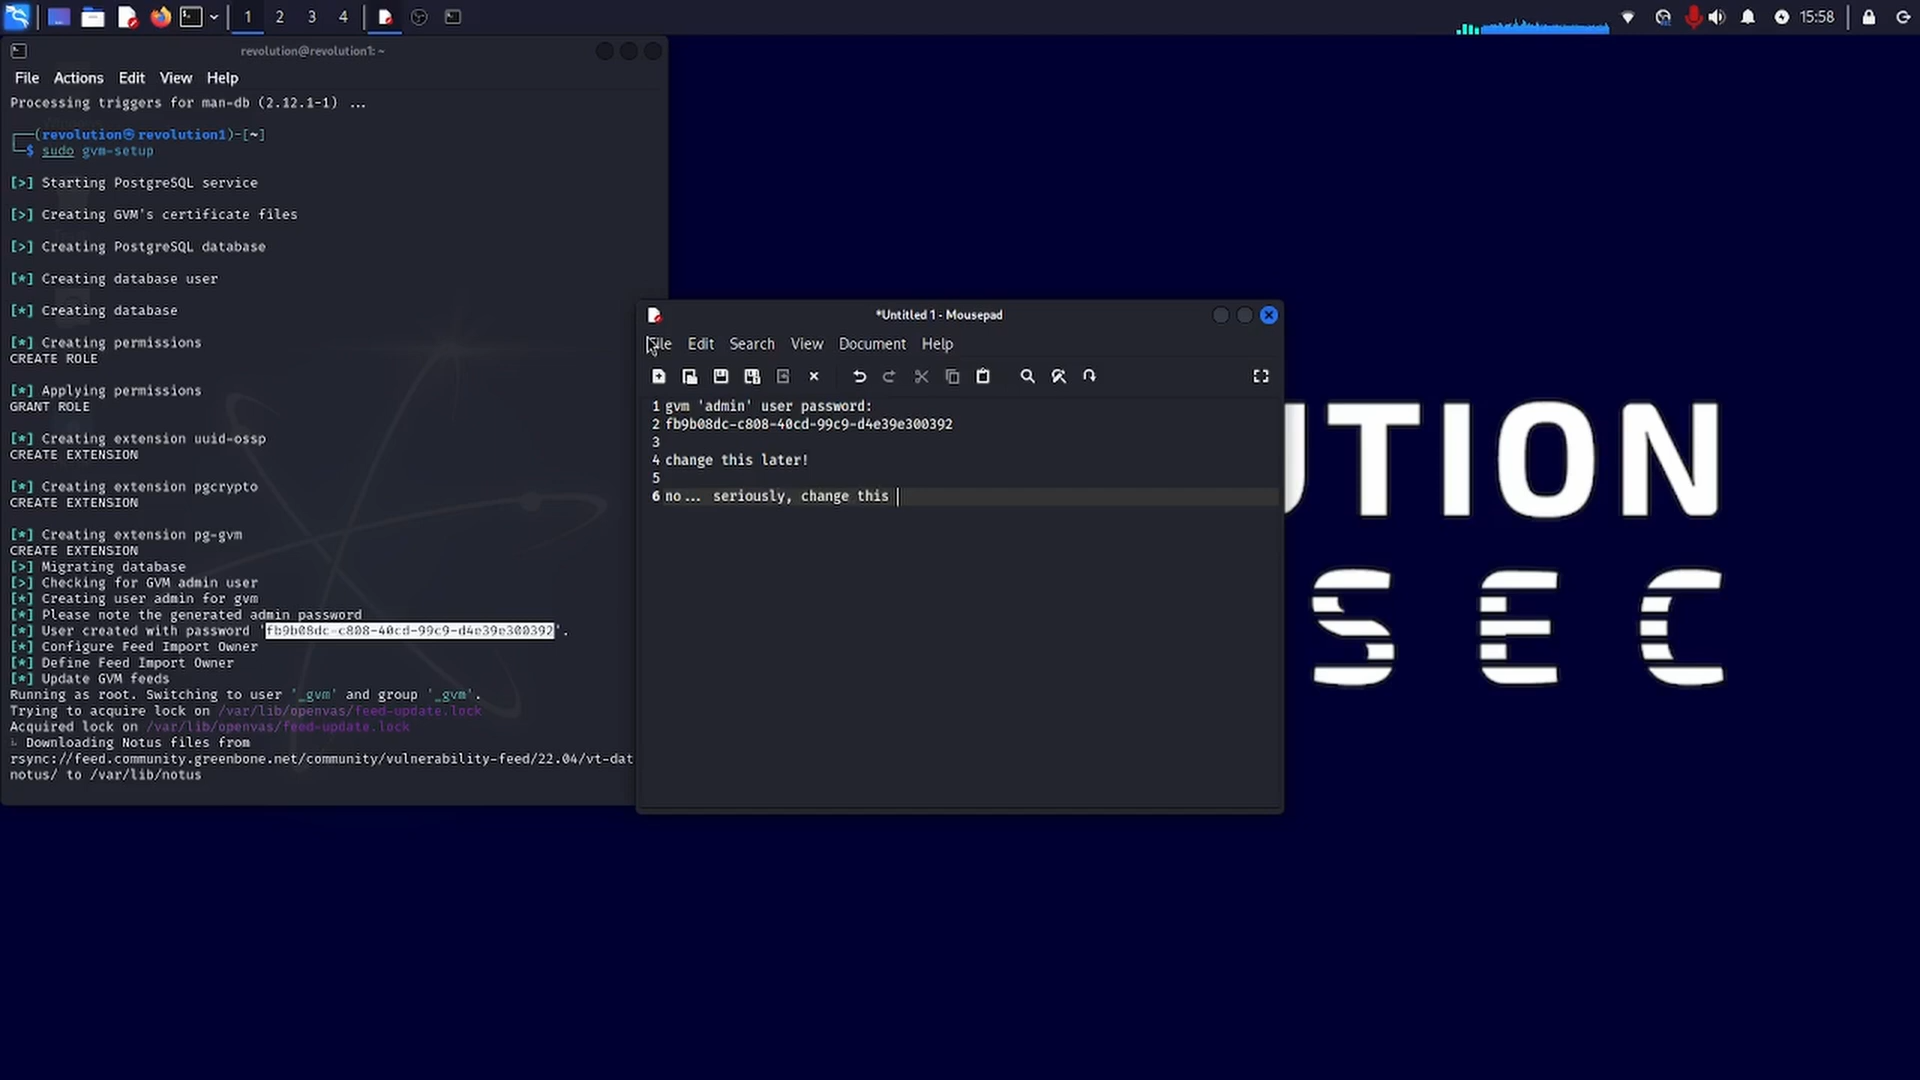 1 2 3 4
15:58
revolution@revolution1: ~
File Actions Edit View Help
Processing triggers for man-db (2.12.1-1) ...
┌──(revolution㉿revolution1)-[~]
└─$ sudo gvm-setup
[>] Starting PostgreSQL service
[>] Creating GVM's certificate files
[>] Creating PostgreSQL database
[*] Creating database user
[*] Creating database
[*] Creating permissions
CREATE ROLE
[*] Applying permissions
GRANT ROLE
[*] Creating extension uuid-ossp
CREATE EXTENSION
[*] Creating extension pgcrypto
CREATE EXTENSION
[*] Creating extension pg-gvm
CREATE EXTENSION
[>] Migrating database
[>] Checking for GVM admin user
[*] Creating user admin for gvm
[*] Please note the generated admin password
[*] User created with password 'fb9b08dc-c808-40cd-99c9-d4e39e300392'.
[*] Configure Feed Import Owner
[*] Define Feed Import Owner
[*] Update GVM feeds
Running as root. Switching to user '_gvm' and group '_gvm'.
Trying to acquire lock on /var/lib/openvas/feed-update.lock
Acquired lock on /var/lib/openvas/feed-update.lock
Downloading Notus files from
rsync://feed.community.greenbone.net/community/vulnerability-feed/22.04/vt-dat
notus/ to /var/lib/notus
*Untitled 1 - Mousepad
File Edit Search View Document Help
1 gvm 'admin' user password:
2 fb9b08dc-c808-40cd-99c9-d4e39e300392
3
4 change this later!
5
6 no... seriously, change this
UTION
SEC